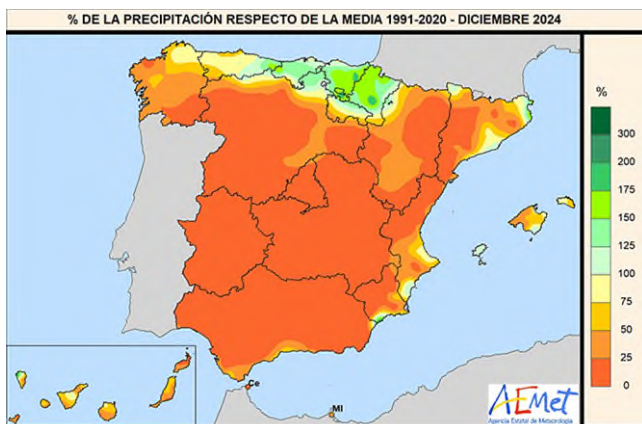 % DE LA PRECIPITACIÓN RESPECTO DE LA MEDIA 1991-2020 - DICIEMBRE 2024
%
300
200
175
150
125
100
75
50
25
0
Ce
Ml
AEMet
Agencia Estatal de Meteorología